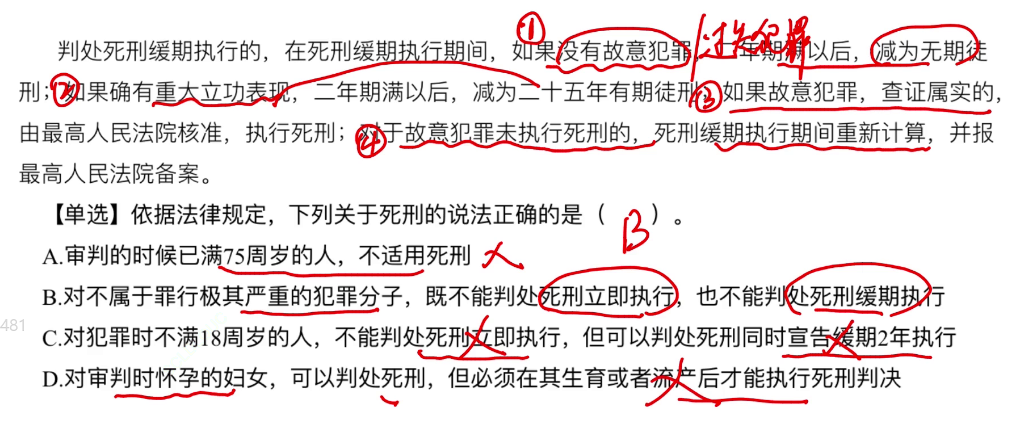 判处死刑缓期执行的，在死刑缓期执行期间，如果没有故意犯罪/过失犯罪 年期满以后，减为无期徒
刑；②如果确有重大立功表现，二年期满以后，减为二十五年有期徒刑③如果故意犯罪，查证属实的，
由最高人民法院核准，执行死刑；④对于故意犯罪未执行死刑的，死刑缓期执行期间重新计算，并报
最高人民法院备案。
【单选】依据法律规定，下列关于死刑的说法正确的是（ B ）。
A.审判的时候已满75周岁的人，不适用死刑 ×
B.对不属于罪行极其严重的犯罪分子，既不能判处死刑立即执行，也不能判处死刑缓期执行
481
C.对犯罪时不满18周岁的人，不能判处死刑立即执行，但可以判处死刑同时宣告缓期2年执行
D.对审判时怀孕的妇女，可以判处死刑，但必须在其生育或者流产后才能执行死刑判决
①